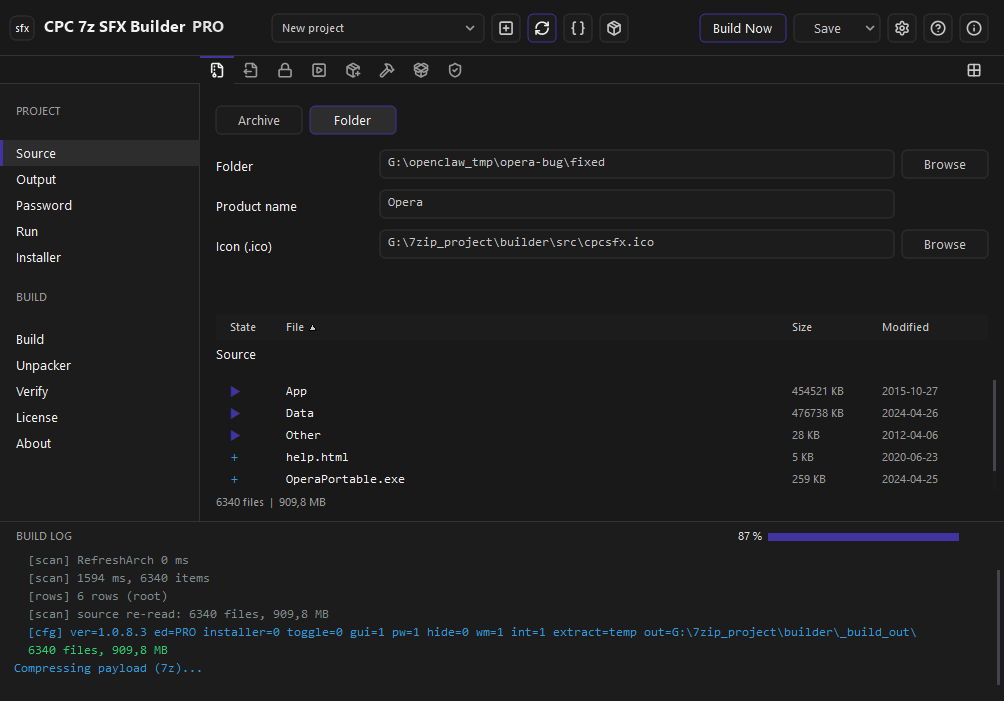 sfx CPC 7z SFX Builder PRO New project { } Build Now Save
PROJECT
Source
Output
Password
Run
Installer
BUILD
Build
Unpacker
Verify
License
About
Archive Folder
Folder G:\openclaw_tmp\opera-bug\fixed Browse
Product name Opera
Icon (.ico) G:\7zip_project\builder\src\cpcsfx.ico Browse
State File ▲ Size Modified
Source
▶ App 454521 KB 2015-10-27
▶ Data 476738 KB 2024-04-26
▶ Other 28 KB 2012-04-06
+ help.html 5 KB 2020-06-23
+ OperaPortable.exe 259 KB 2024-04-25
6340 files | 909,8 MB
BUILD LOG 87 %
[scan] RefreshArch 0 ms
[scan] 1594 ms, 6340 items
[rows] 6 rows (root)
[scan] source re-read: 6340 files, 909,8 MB
[cfg] ver=1.0.8.3 ed=PRO installer=0 toggle=0 gui=1 pw=1 hide=0 wm=1 int=1 extract=temp out=G:\7zip_project\builder\_build_out\
6340 files, 909,8 MB
Compressing payload (7z)...